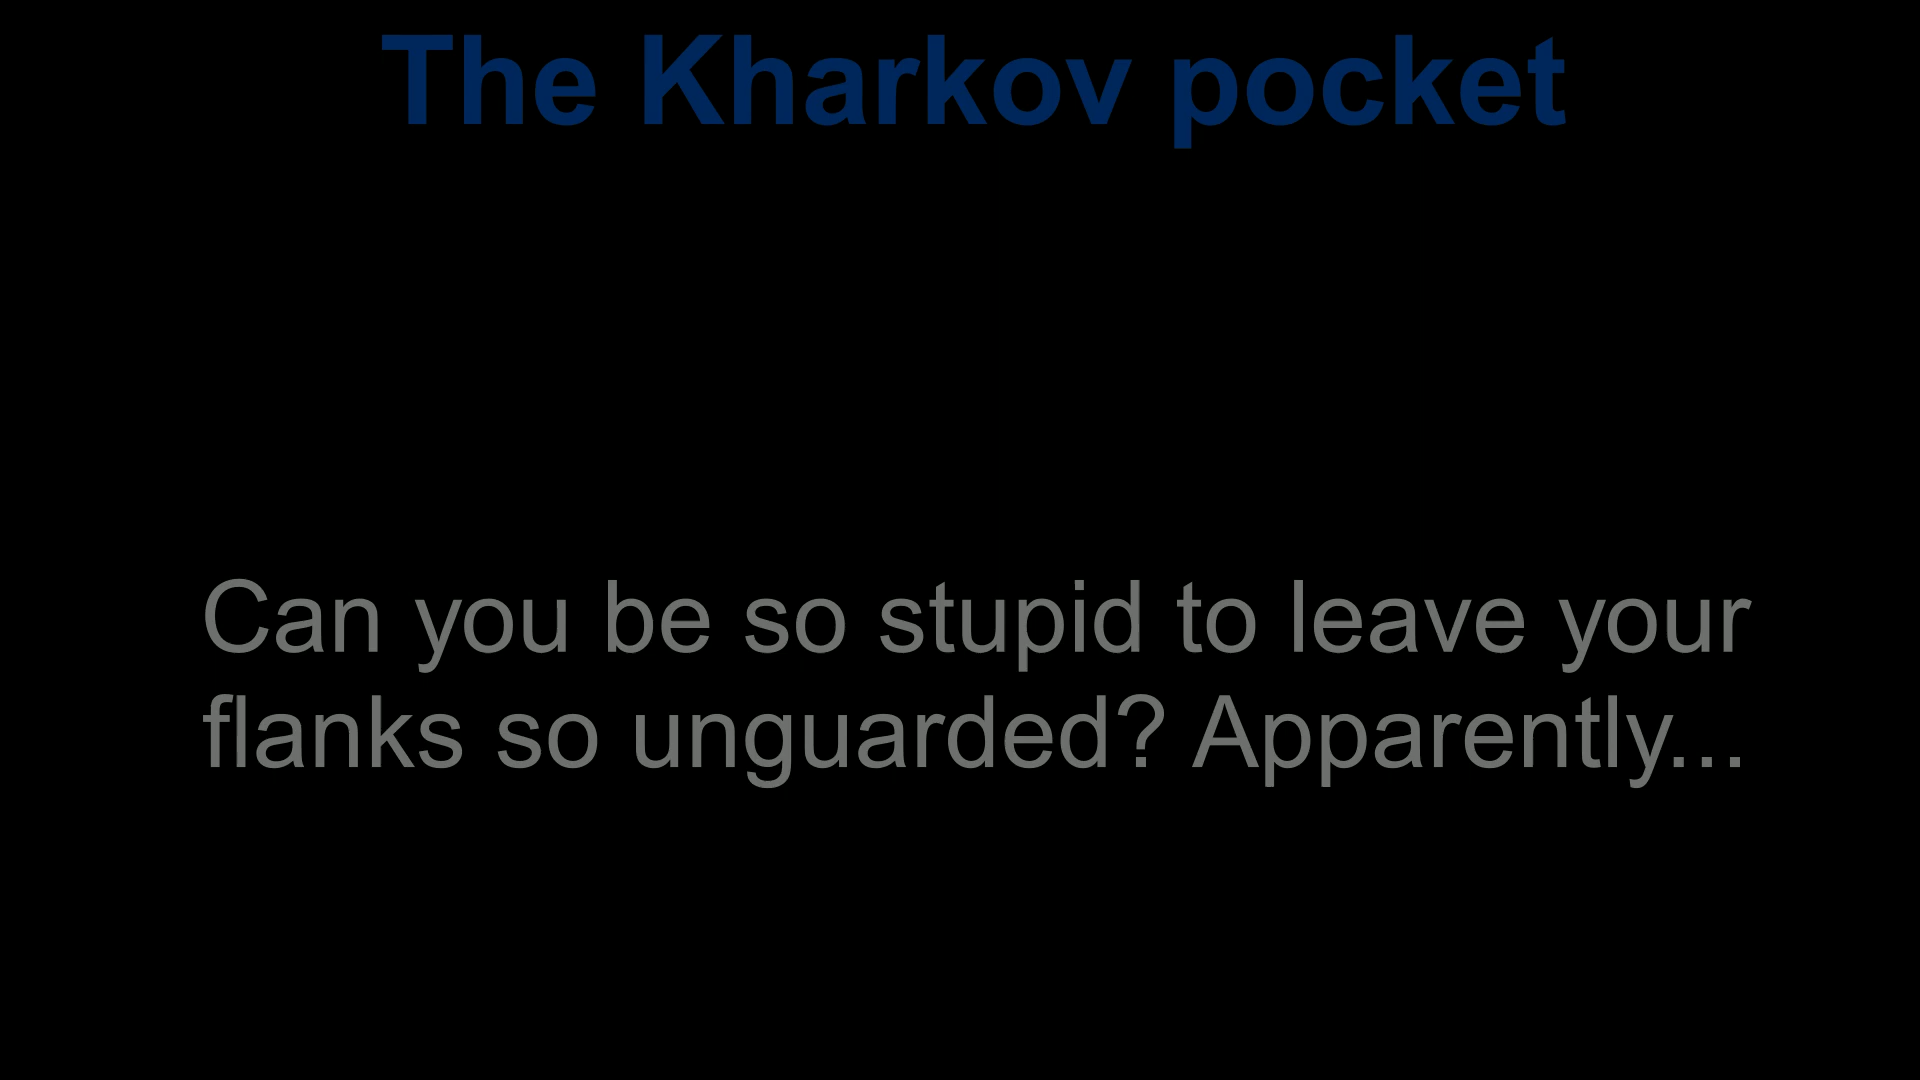 The Kharkov pocket
Can you be so stupid to leave your
flanks so unguarded? Apparently...